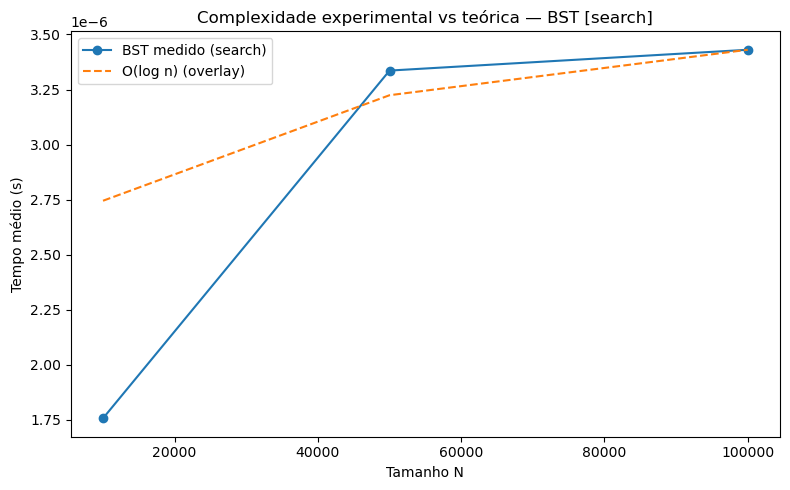 Complexidade experimental vs teórica — BST [search]
1e−6
3.50
3.25
3.00
2.75
2.50
2.25
2.00
1.75
Tempo médio (s)
BST medido (search)
O(log n) (overlay)
20000 40000 60000 80000 100000
Tamanho N